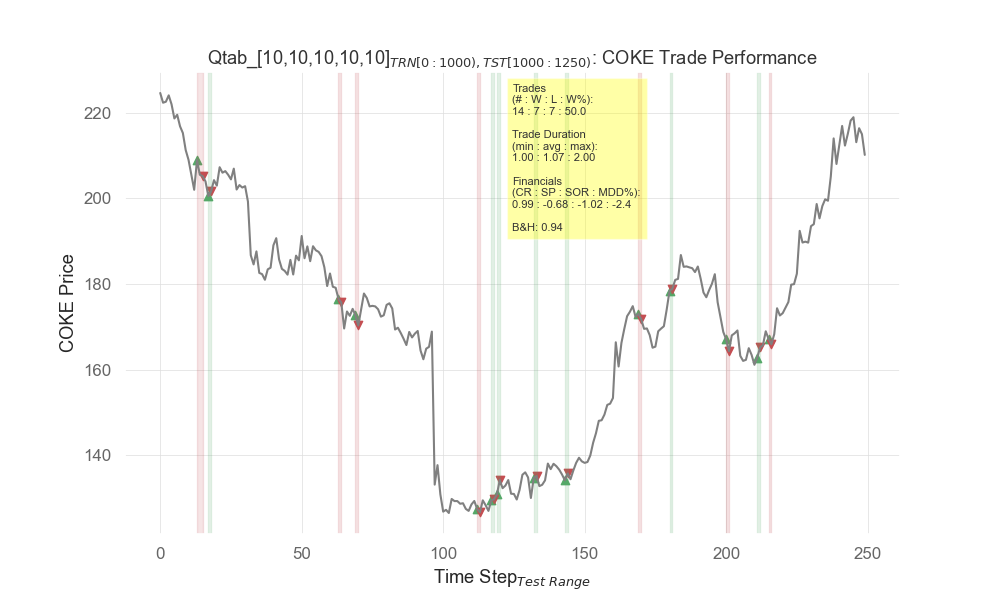 Qtab_[10,10,10,10,10]TRN[0 : 1000), TST[1000 : 1250): COKE Trade Performance
Trades
(# : W : L : W%):
14 : 7 : 7 : 50.0
Trade Duration
(min : avg : max):
1.00 : 1.07 : 2.00
Financials
(CR : SP : SOR : MDD%):
0.99 : -0.68 : -1.02 : -2.4
B&H: 0.94
COKE Price
220
200
180
160
140
0 50 100 150 200 250
Time StepTest Range